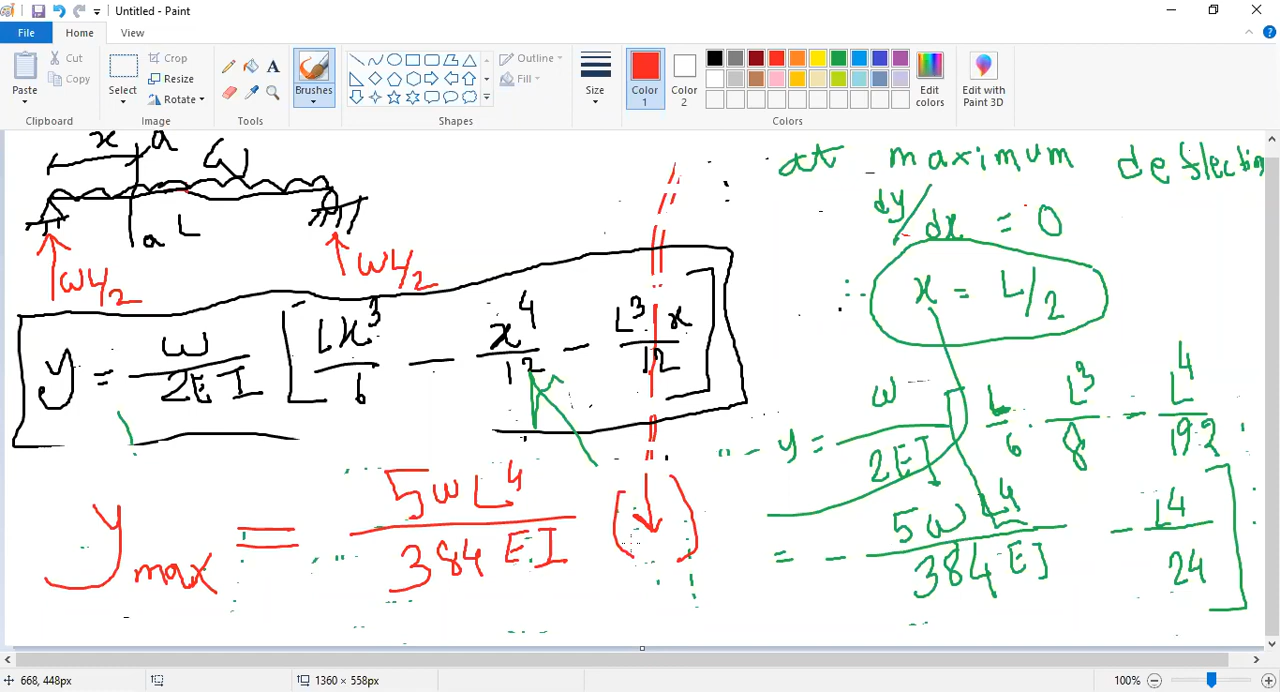 Untitled - Paint
File Home View
Paste
Cut
Copy
Clipboard
Select
Crop
Resize
Rotate
Image
Tools
Brushes
Outline
Fill
Shapes
Size
Color 1
Color 2
Edit colors
Colors
Edit with Paint 3D
x a
ω
a L
ωL/2 ωL/2
y = ω/2EI [Lx³/6 - x⁴/12 - L³x/12]
y max = 5wL⁴/384EI (↓)
at maximum deflection
dy/dx = 0
∴ x = L/2
y = ω/2EI [L/6 · L³/8 - L⁴/192
- L⁴/24]
= - 5ω L⁴/384EI
668, 448px
1360 × 558px
100%